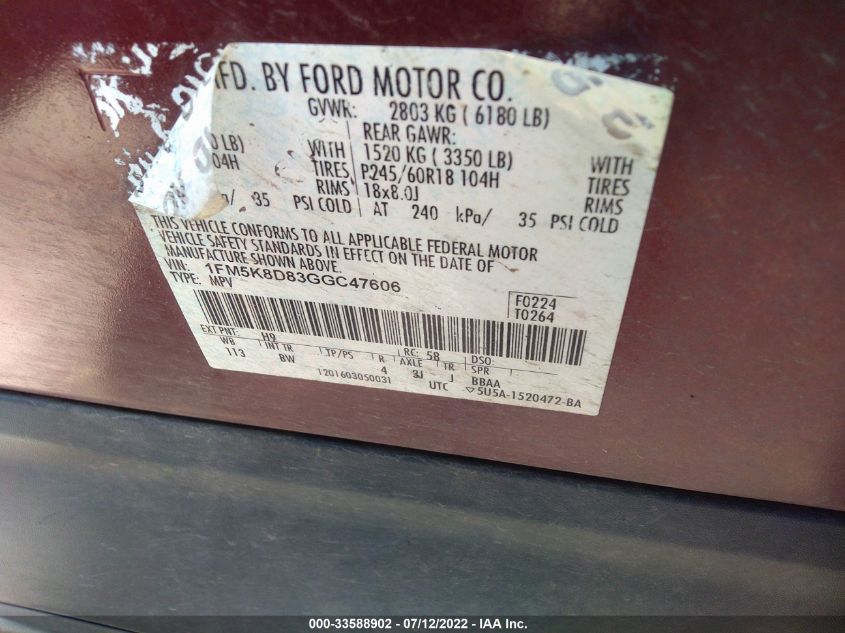 MFD. BY FORD MOTOR CO.
GVWR: 2803 KG ( 6180 LB)
REAR GAWR:
0 LB) WITH 1520 KG ( 3350 LB) WITH
04H TIRES P245/60R18 104H TIRES
RIMS 18x8.0J RIMS
/ 35 PSI COLD AT 240 kPa/ 35 PSI COLD
THIS VEHICLE CONFORMS TO ALL APPLICABLE FEDERAL MOTOR
VEHICLE SAFETY STANDARDS IN EFFECT ON THE DATE OF
MANUFACTURE SHOWN ABOVE.
VIN: 1FM5K8D83GGC47606
TYPE: MPV
F0224
T0264
EXT PNT: H9 RC: 58 DSO:
WB INT TR TP/PS R AXLE TR SPR
113 BW 4 3J J BBAA
1201603050031 UTC ▽5U5A-1520472-BA
000-33588902 - 07/12/2022 - IAA Inc.